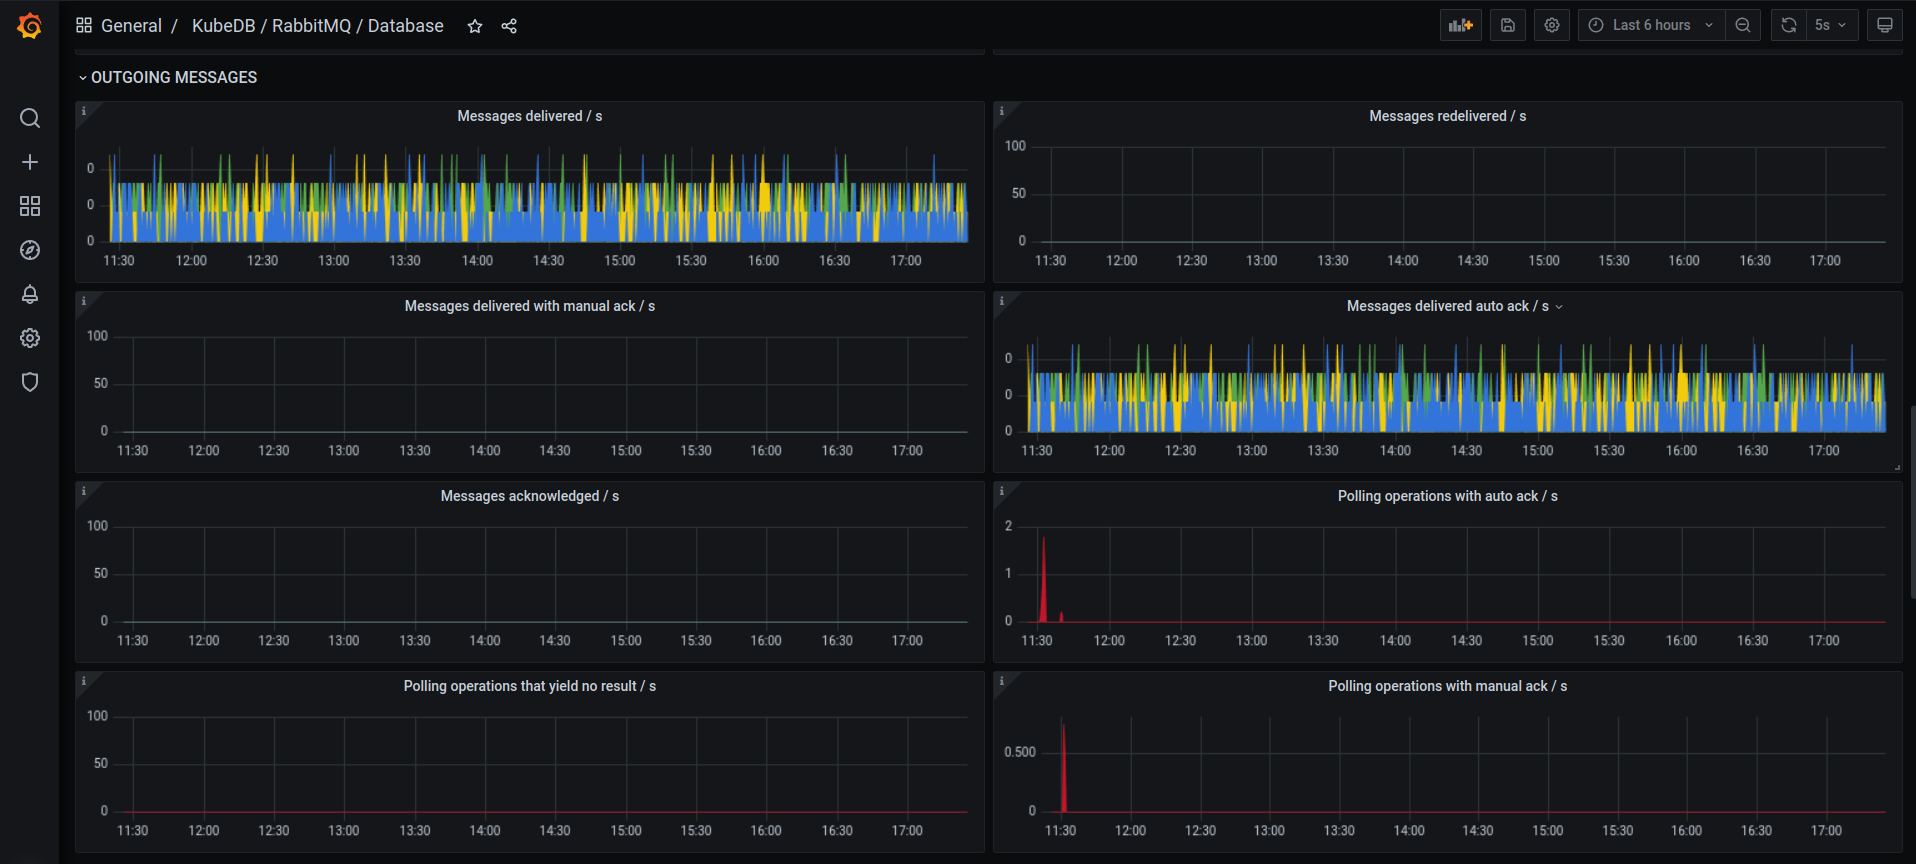 General / KubeDB / RabbitMQ / Database
Last 6 hours
5s
OUTGOING MESSAGES
Messages delivered / s
0
0
0
11:30 12:00 12:30 13:00 13:30 14:00 14:30 15:00 15:30 16:00 16:30 17:00
Messages redelivered / s
100
50
0
11:30 12:00 12:30 13:00 13:30 14:00 14:30 15:00 15:30 16:00 16:30 17:00
Messages delivered with manual ack / s
100
50
0
11:30 12:00 12:30 13:00 13:30 14:00 14:30 15:00 15:30 16:00 16:30 17:00
Messages delivered auto ack / s
0
0
0
11:30 12:00 12:30 13:00 13:30 14:00 14:30 15:00 15:30 16:00 16:30 17:00
Messages acknowledged / s
100
50
0
11:30 12:00 12:30 13:00 13:30 14:00 14:30 15:00 15:30 16:00 16:30 17:00
Polling operations with auto ack / s
2
1
0
11:30 12:00 12:30 13:00 13:30 14:00 14:30 15:00 15:30 16:00 16:30 17:00
Polling operations that yield no result / s
100
50
0
11:30 12:00 12:30 13:00 13:30 14:00 14:30 15:00 15:30 16:00 16:30 17:00
Polling operations with manual ack / s
0.500
0
11:30 12:00 12:30 13:00 13:30 14:00 14:30 15:00 15:30 16:00 16:30 17:00